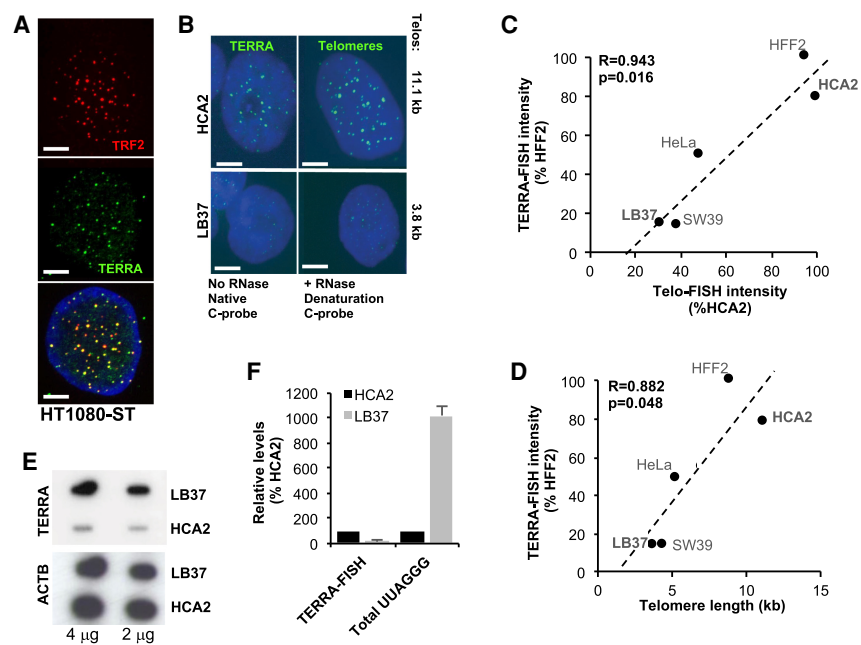 A
TRF2
TERRA
HT1080-ST
B
TERRA
Telomeres
Telos:
HCA2
11.1 kb
LB37
3.8 kb
No RNase
Native
C-probe
+ RNase
Denaturation
C-probe
C
R=0.943
p=0.016
HFF2
HCA2
HeLa
LB37
SW39
TERRA-FISH intensity
(% HFF2)
100
80
60
40
20
0
0 20 40 60 80 100
Telo-FISH intensity
(%HCA2)
D
R=0.882
p=0.048
HFF2
HCA2
HeLa
LB37
SW39
TERRA-FISH intensity
(% HFF2)
100
80
60
40
20
0
0 5 10 15
Telomere length (kb)
E
TERRA
LB37
HCA2
ACTB
LB37
HCA2
4 µg 2 µg
F
HCA2
LB37
Relative levels
(% HCA2)
1200
1000
800
600
400
200
0
TERRA-FISH
Total UUAGGG